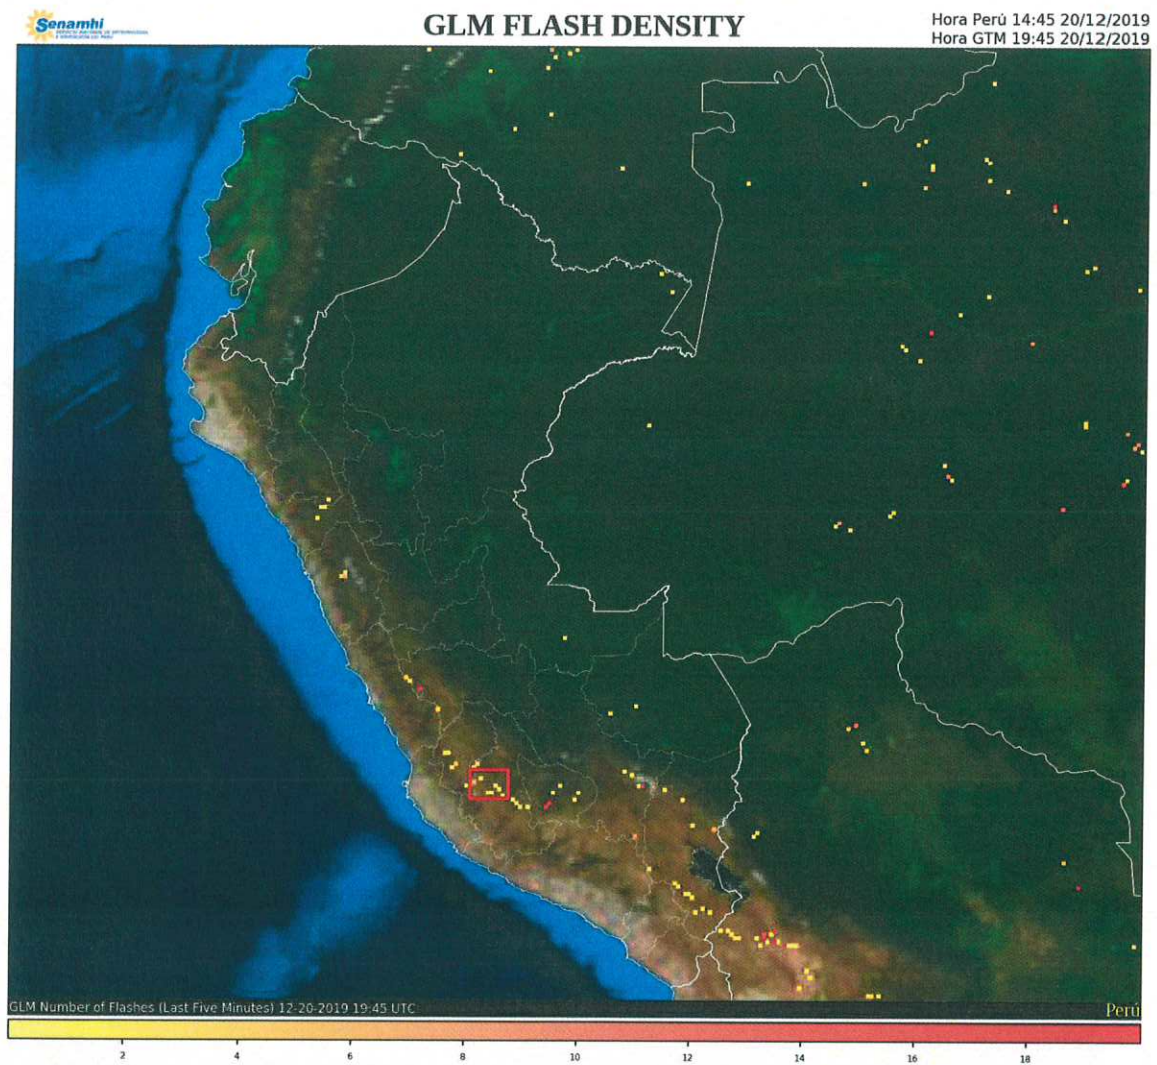 Senamhi
GLM FLASH DENSITY
Hora Perú 14:45 20/12/2019
Hora GTM 19:45 20/12/2019
GLM Number of Flashes (Last Five Minutes) 12-20-2019 19:45 UTC
Perú
2 4 6 8 10 12 14 16 18